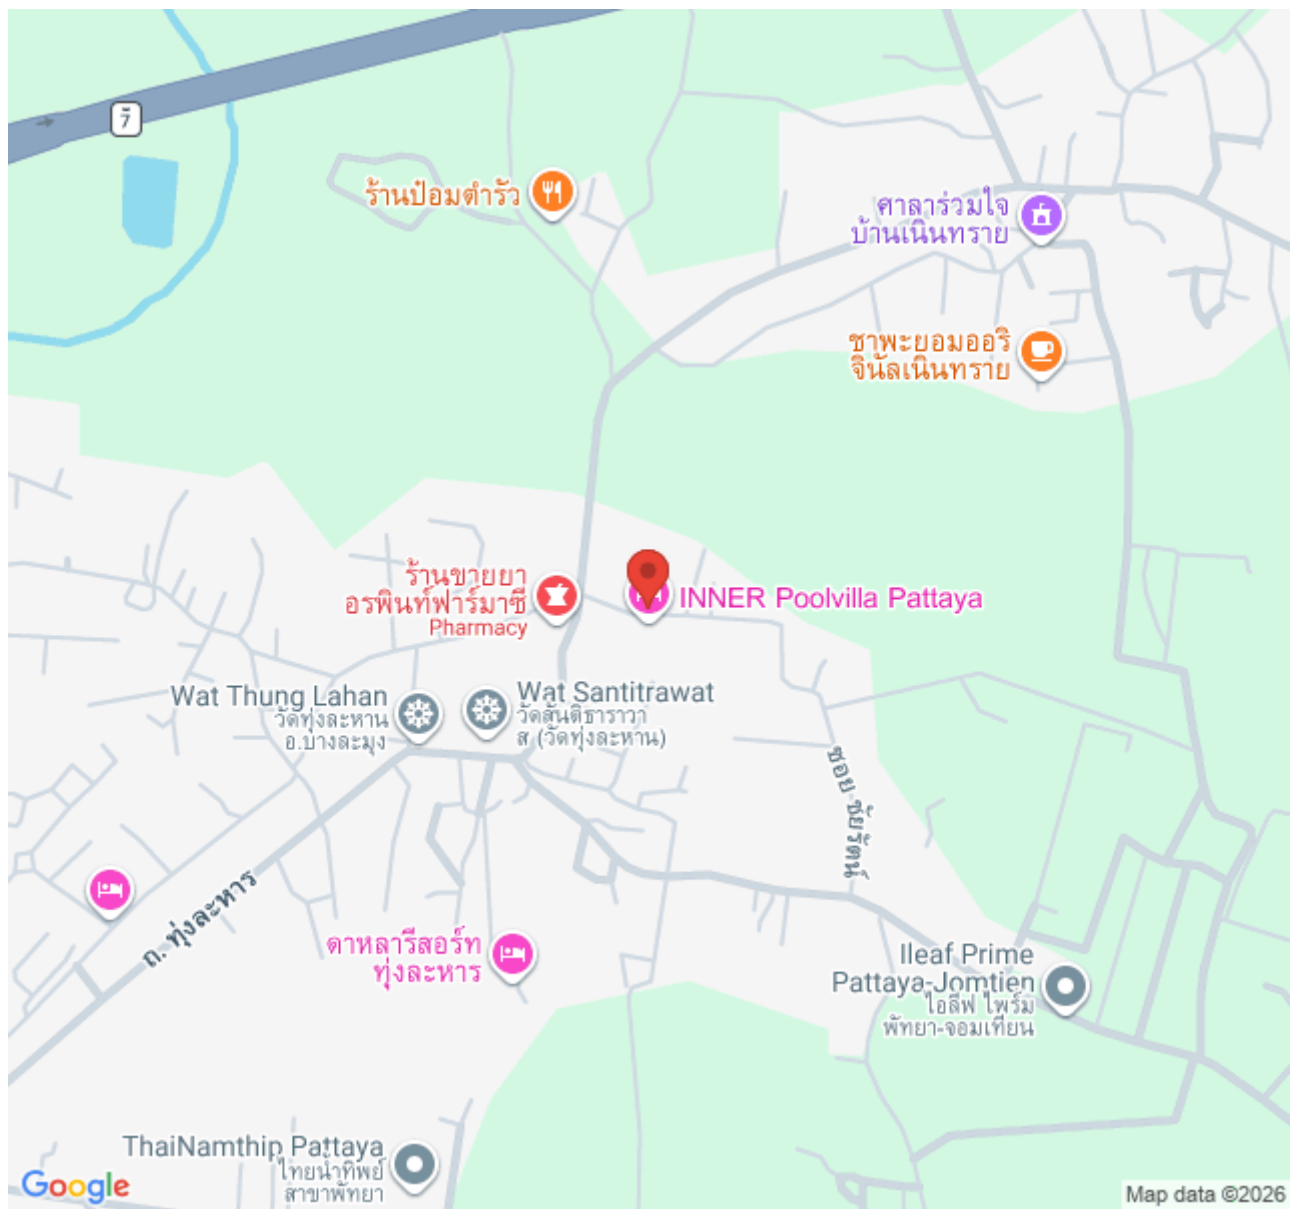 7
ร้านป้อมตำรัว
ศาลาร่วมใจ
บ้านเนินทราย
ชาพะยอมออริ
จินัลเนินทราย
ร้านขายยา
อรพินท์ฟาร์มาซี
Pharmacy
INNER Poolvilla Pattaya
Wat Thung Lahan
วัดทุ่งละหาน
อ.บางละมุง
Wat Santitrawat
วัดสันติธาราวา
ส (วัดทุ่งละหาน)
ซอย ชัยรัตน์
ถ. ทุ่งละหาร
ดาหลารีสอร์ท
ทุ่งละหาร
Ileaf Prime
Pattaya-Jomtien
ไอลีฟ ไพร์ม
พัทยา-จอมเทียน
ThaiNamthip Pattaya
ไทยน้ำทิพย์
สาขาพัทยา
Google
Map data ©2026